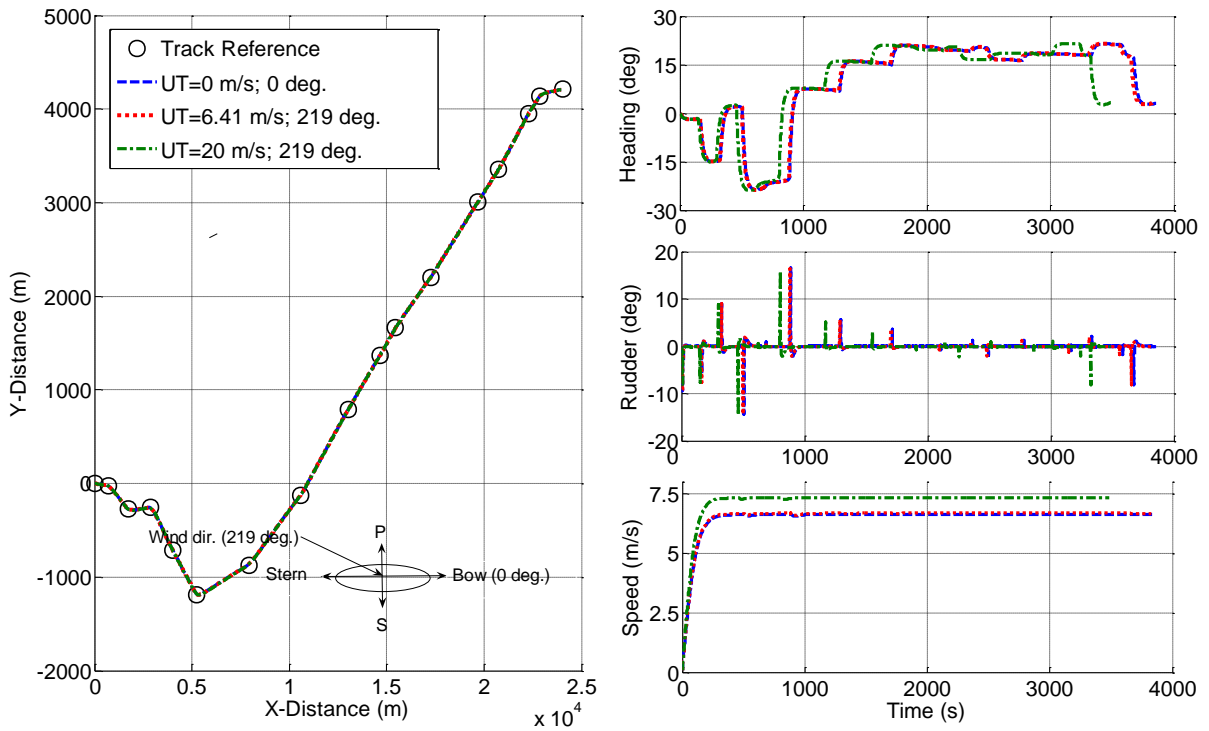 5000
4000
3000
2000
1000
0
-1000
-2000
Y-Distance (m)
Track Reference
UT=0 m/s; 0 deg.
UT=6.41 m/s; 219 deg.
UT=20 m/s; 219 deg.
Wind dir. (219 deg.)
P
Stern
Bow (0 deg.)
S
0 0.5 1 1.5 2 2.5
x 10^4
X-Distance (m)
30
15
0
-15
-30
Heading (deg)
0 1000 2000 3000 4000
20
10
0
-10
-20
Rudder (deg)
0 1000 2000 3000 4000
7.5
5
2.5
0
Speed (m/s)
0 1000 2000 3000 4000
Time (s)